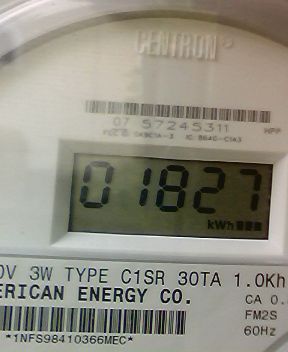 CENTRON®
07 57245311
01827
kWh
0V 3W TYPE C1SR 30TA 1.0Kh
ERICAN ENERGY CO. CA 0.
FM2S
*1NFS98410366MEC* 60Hz